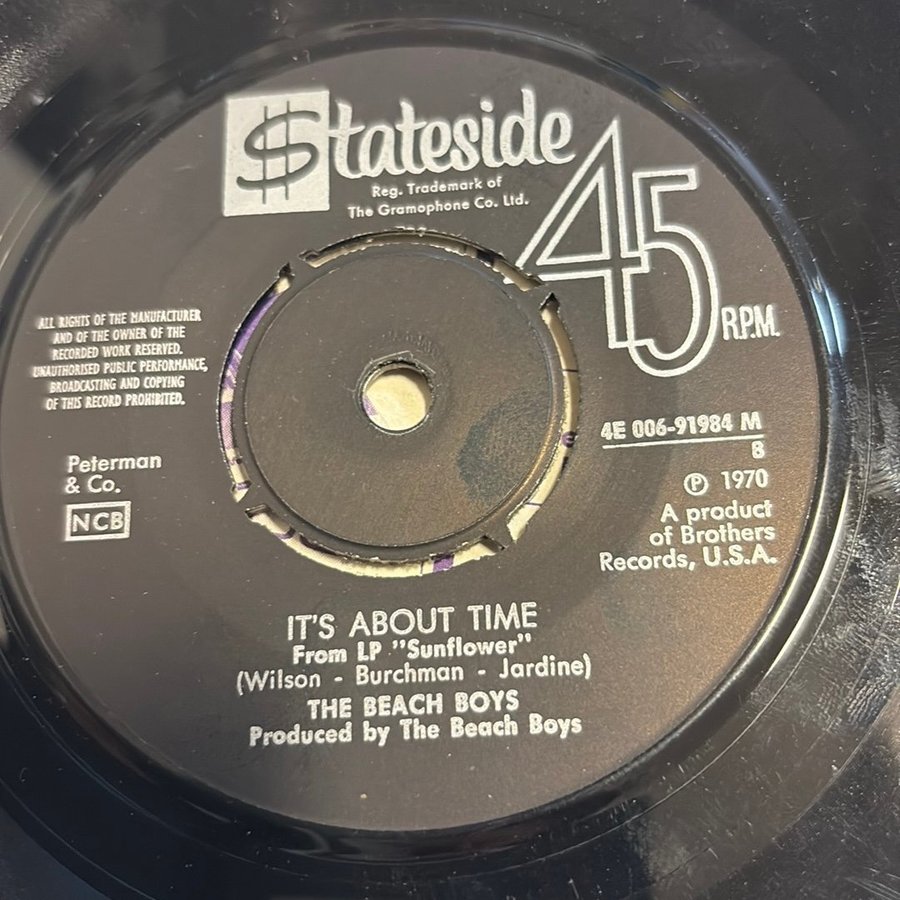 $tateside
Reg. Trademark of
The Gramophone Co. Ltd.
45
R.P.M.
ALL RIGHTS OF THE MANUFACTURER
AND OF THE OWNER OF THE
RECORDED WORK RESERVED.
UNAUTHORISED PUBLIC PERFORMANCE,
BROADCASTING AND COPYING
OF THIS RECORD PROHIBITED.
Peterman
& Co.
NCB
4E 006-91984 M
B
℗ 1970
A product
of Brothers
Records, U.S.A.
IT'S ABOUT TIME
From LP "Sunflower"
(Wilson - Burchman - Jardine)
THE BEACH BOYS
Produced by The Beach Boys